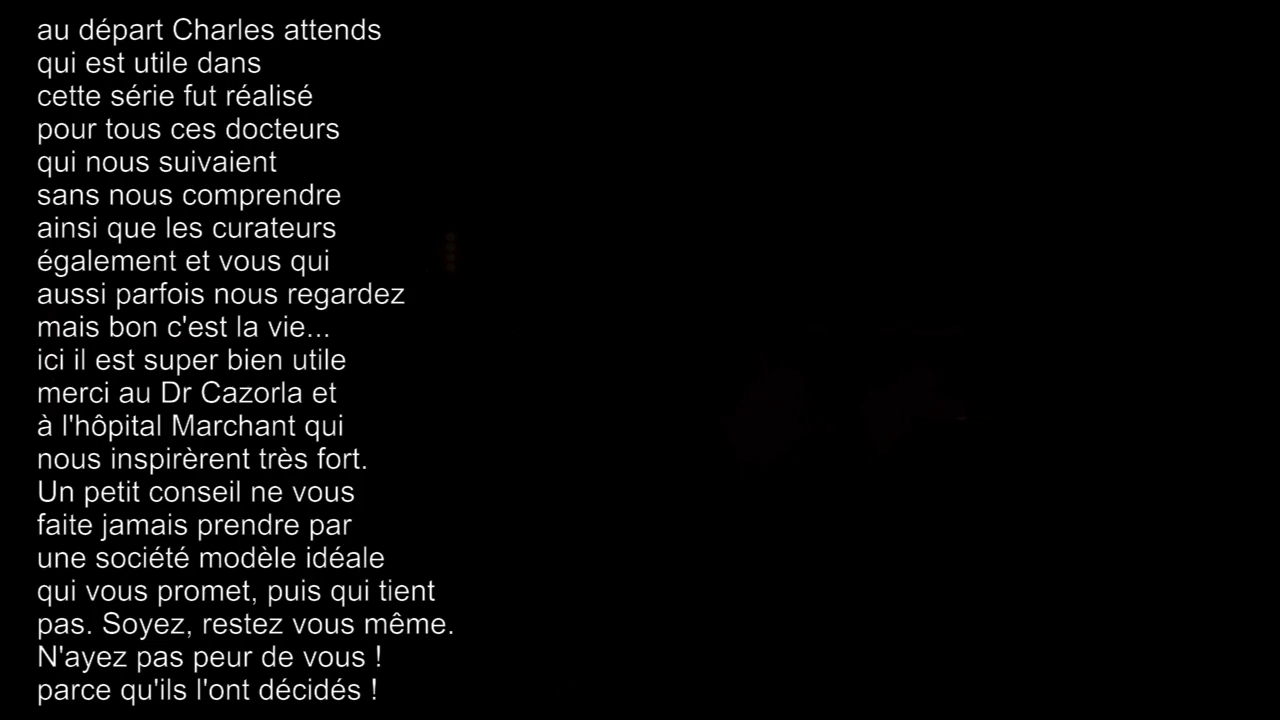 au départ Charles attends
qui est utile dans
cette série fut réalisé
pour tous ces docteurs
qui nous suivaient
sans nous comprendre
ainsi que les curateurs
également et vous qui
aussi parfois nous regardez
mais bon c'est la vie...
ici il est super bien utile
merci au Dr Cazorla et
à l'hôpital Marchant qui
nous inspirèrent très fort.
Un petit conseil ne vous
faite jamais prendre par
une société modèle idéale
qui vous promet, puis qui tient
pas. Soyez, restez vous même.
N'ayez pas peur de vous !
parce qu'ils l'ont décidés !